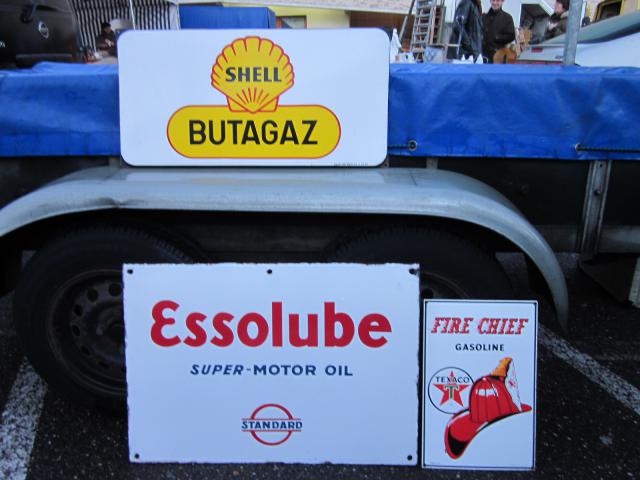 SHELL
BUTAGAZ
Essolube
SUPER-MOTOR OIL
STANDARD
FIRE CHIEF
GASOLINE
TEXACO
T